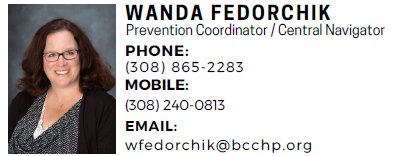 WANDA FEDORCHIK
Prevention Coordinator / Central Navigator
PHONE:
(308) 865-2283
MOBILE:
(308) 240-0813
EMAIL:
wfedorchik@bcchp.org